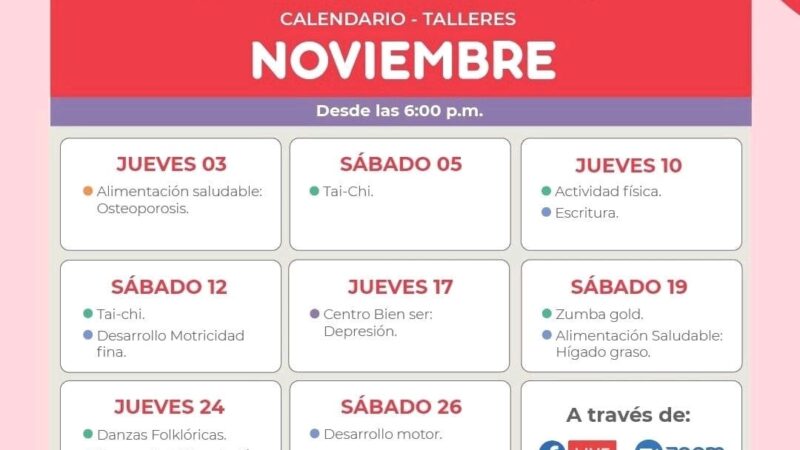 CALENDARIO - TALLERES
NOVIEMBRE
Desde las 6:00 p.m.
JUEVES 03
Alimentación saludable:
Osteoporosis.
SÁBADO 05
Tai-Chi.
JUEVES 10
Actividad física.
Escritura.
SÁBADO 12
Tai-chi.
Desarrollo Motricidad
fina.
JUEVES 17
Centro Bien ser:
Depresión.
SÁBADO 19
Zumba gold.
Alimentación Saludable:
Hígado graso.
JUEVES 24
Danzas Folklóricas.
SÁBADO 26
Desarrollo motor.
A través de:
LIVE
zoom